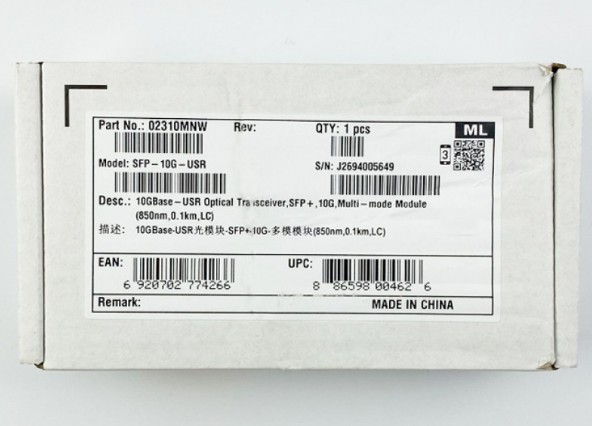 Part No.: 02310MNW Rev: QTY: 1 pcs ML
Model: SFP-10G-USR S/N: J2694005649 3
Desc.: 10GBase-USR Optical Transceiver,SFP+,10G,Multi-mode Module
(850nm,0.1km,LC)
描述: 10GBase-USR光模块-SFP+-10G-多模模块(850nm,0.1km,LC)
EAN: UPC:
6 920702 774266 8 86598 00462 6
Remark: MADE IN CHINA